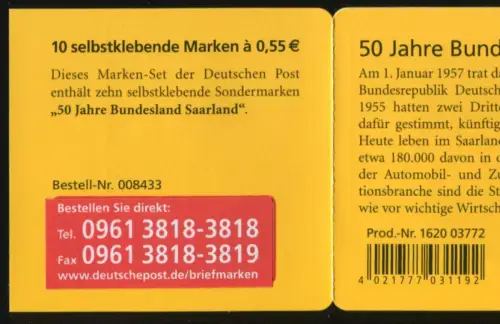 10 selbstklebende Marken à 0,55 €
Dieses Marken-Set der Deutschen Post
enthält zehn selbstklebende Sondermarken
„50 Jahre Bundesland Saarland“.
Bestell-Nr. 008433
Bestellen Sie direkt:
Tel. 0961 3818-3818
Fax 0961 3818-3819
www.deutschepost.de/briefmarken
50 Jahre Bund
Am 1. Januar 1957 trat da
Bundesrepublik Deutsch
1955 hatten zwei Dritt
dafür gestimmt, künftig
Heute leben im Saarland
etwa 180.000 davon in d
der Automobil- und Zu
tionsbranche sind die St
wie vor wichtige Wirtsch
Prod.-Nr. 1620 03772
4 021777 031192